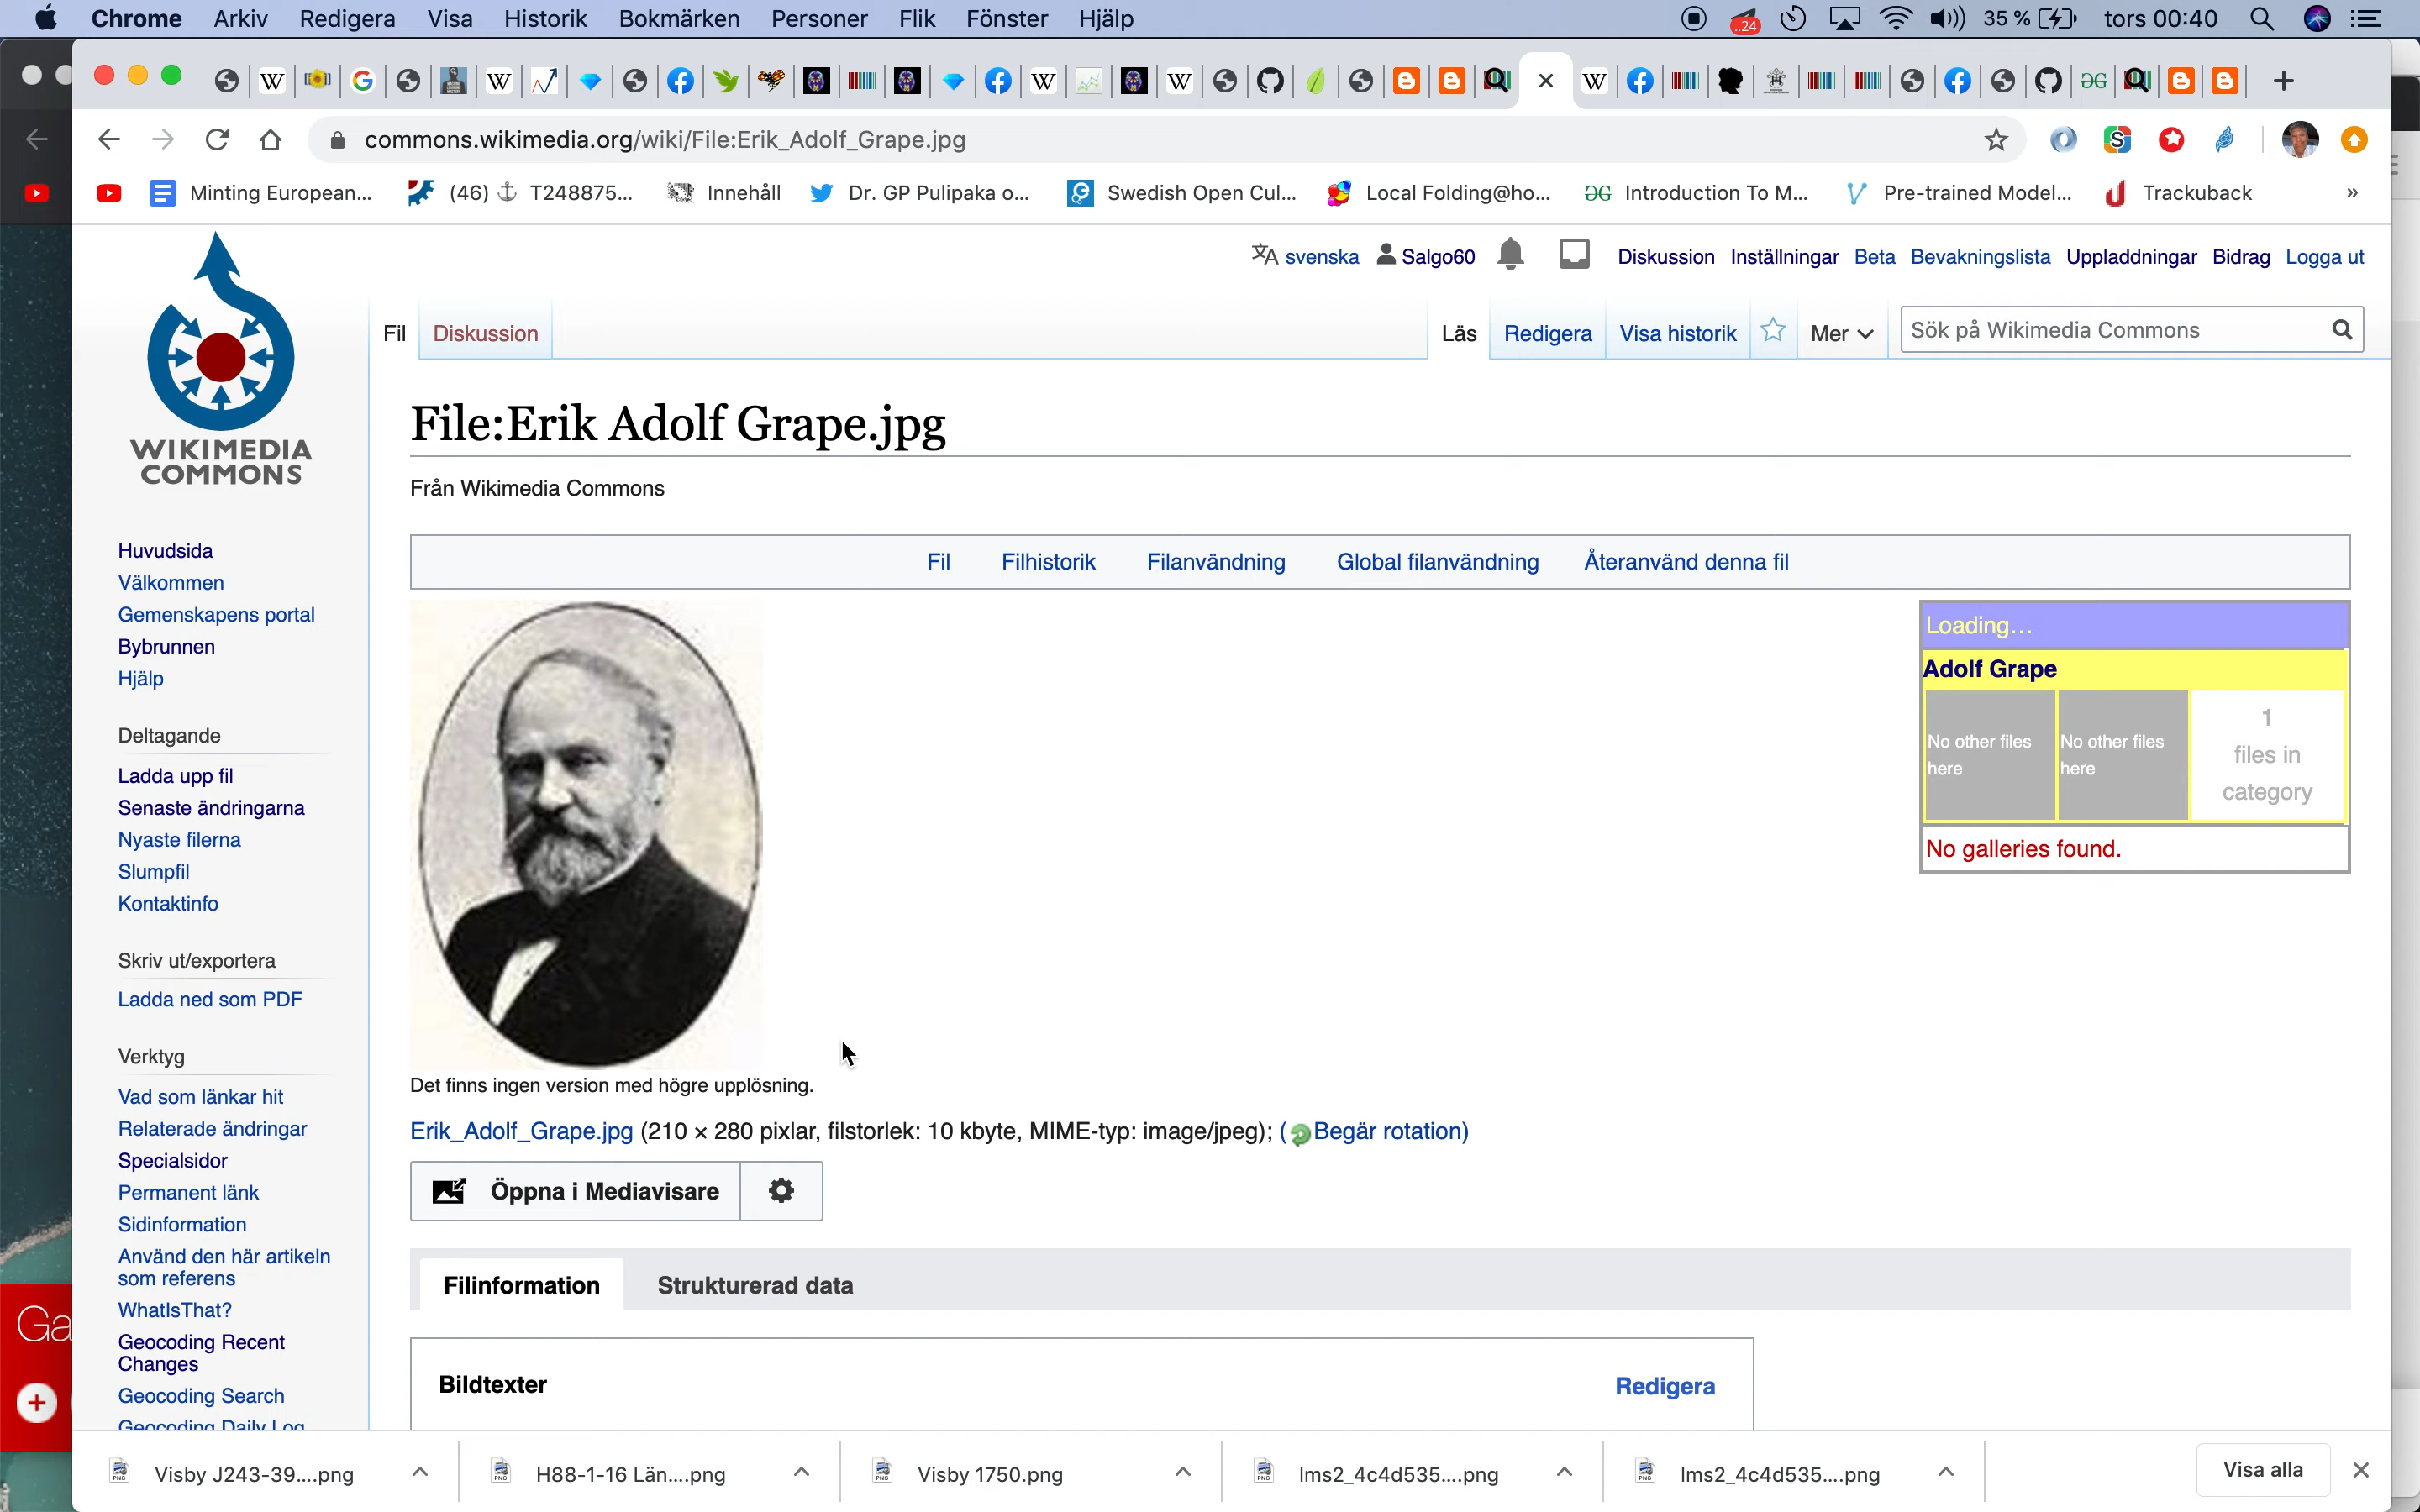 Chrome Arkiv Redigera Visa Historik Bokmärken Personer Flik Fönster Hjälp ..24 35 % tors 00:40
commons.wikimedia.org/wiki/File:Erik_Adolf_Grape.jpg
Minting European... (46) T248875... Innehåll Dr. GP Pulipaka o... Swedish Open Cul... Local Folding@ho... Introduction To M... Pre-trained Model... Trackuback »
svenska Salgo60 Diskussion Inställningar Beta Bevakningslista Uppladdningar Bidrag Logga ut
Fil Diskussion Läs Redigera Visa historik Mer Sök på Wikimedia Commons
WIKIMEDIA
COMMONS
File:Erik Adolf Grape.jpg
Från Wikimedia Commons
Fil Filhistorik Filanvändning Global filanvändning Återanvänd denna fil
Huvudsida
Välkommen
Gemenskapens portal
Bybrunnen
Hjälp
Deltagande
Ladda upp fil
Senaste ändringarna
Nyaste filerna
Slumpfil
Kontaktinfo
Skriv ut/exportera
Ladda ned som PDF
Verktyg
Vad som länkar hit
Relaterade ändringar
Specialsidor
Permanent länk
Sidinformation
Använd den här artikeln
som referens
WhatIsThat?
Geocoding Recent
Changes
Geocoding Search
Geocoding Daily Log
Loading...
Adolf Grape
No other files
here
No other files
here
1
files in
category
No galleries found.
Det finns ingen version med högre upplösning.
Erik_Adolf_Grape.jpg (210 × 280 pixlar, filstorlek: 10 kbyte, MIME-typ: image/jpeg); ( Begär rotation)
Öppna i Mediavisare
Filinformation Strukturerad data
Bildtexter Redigera
Ga
Visby J243-39....png H88-1-16 Län....png Visby 1750.png lms2_4c4d535....png lms2_4c4d535....png Visa alla